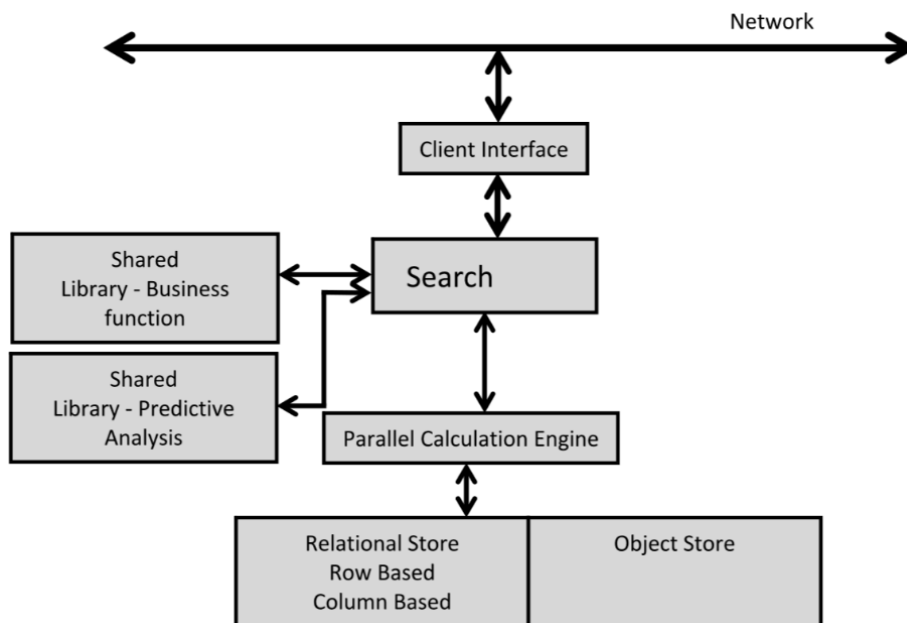 Network
Client Interface
Shared
Library - Business
function
Search
Shared
Library - Predictive
Analysis
Parallel Calculation Engine
Relational Store
Row Based
Column Based
Object Store